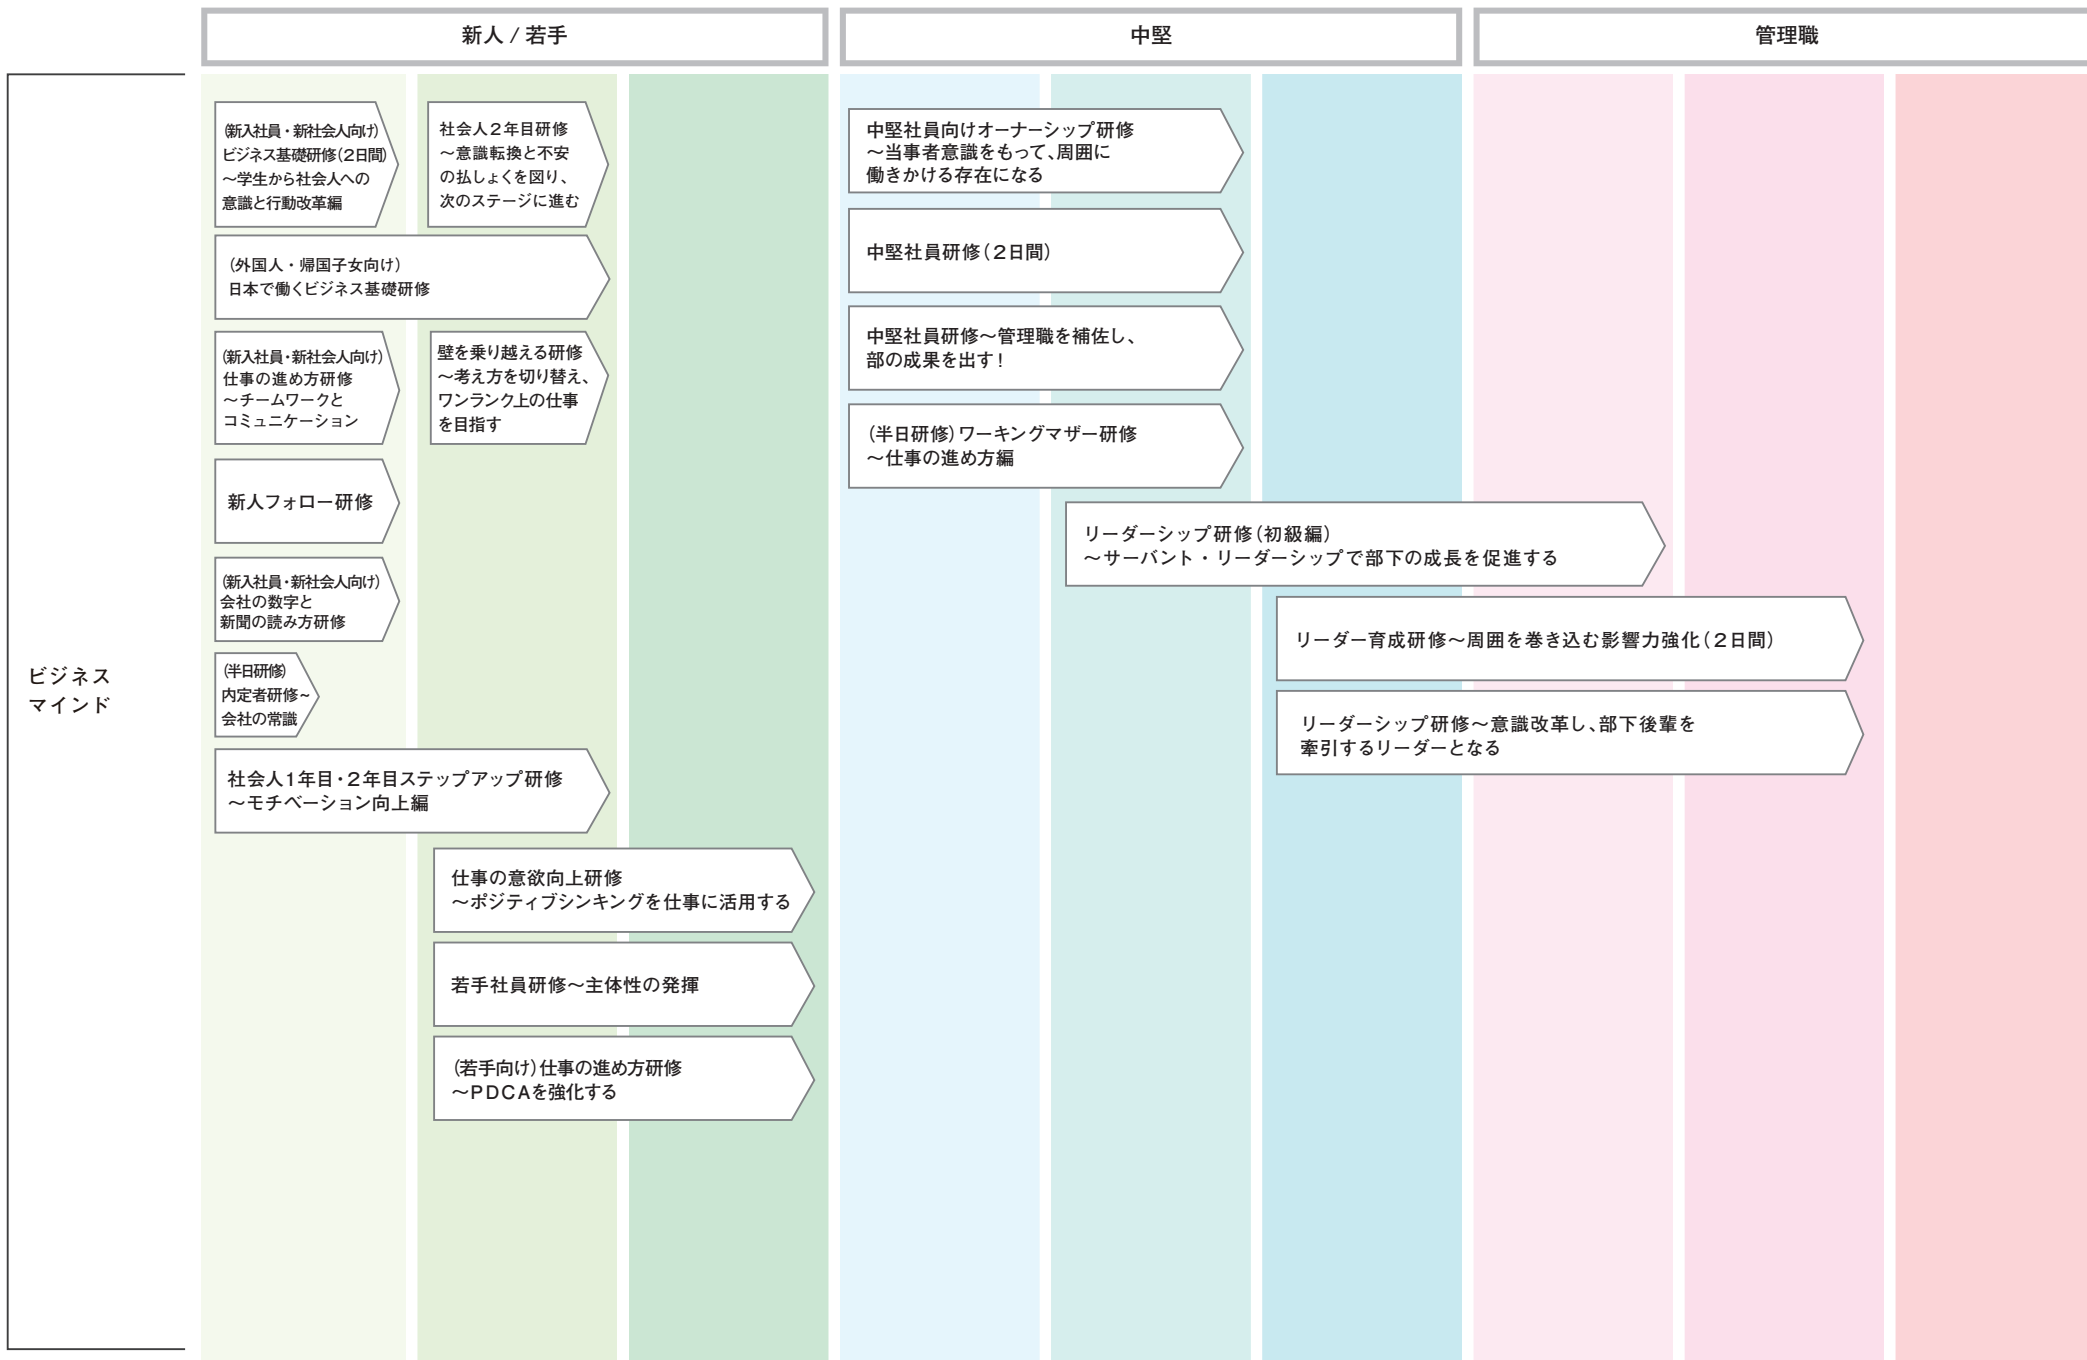 新人 / 若手
中堅
管理職
ビジネス
マインド
(新入社員・新社会人向け)
ビジネス基礎研修(2日間)
～学生から社会人への
意識と行動改革編
社会人2年目研修
～意識転換と不安
の払しょくを図り、
次のステージに進む
(外国人・帰国子女向け)
日本で働くビジネス基礎研修
(新入社員・新社会人向け)
仕事の進め方研修
～チームワークと
コミュニケーション
壁を乗り越える研修
～考え方を切り替え、
ワンランク上の仕事
を目指す
新人フォロー研修
(新入社員・新社会人向け)
会社の数字と
新聞の読み方研修
(半日研修)
内定者研修～
会社の常識
社会人1年目・2年目ステップアップ研修
～モチベーション向上編
仕事の意欲向上研修
～ポジティブシンキングを仕事に活用する
若手社員研修～主体性の発揮
(若手向け)仕事の進め方研修
～PDCAを強化する
中堅社員向けオーナーシップ研修
～当事者意識をもって、周囲に
働きかける存在になる
中堅社員研修(2日間)
中堅社員研修～管理職を補佐し、
部の成果を出す!
(半日研修)ワーキングマザー研修
～仕事の進め方編
リーダーシップ研修(初級編)
～サーバント・リーダーシップで部下の成長を促進する
リーダー育成研修～周囲を巻き込む影響力強化(2日間)
リーダーシップ研修～意識改革し、部下後輩を
牽引するリーダーとなる